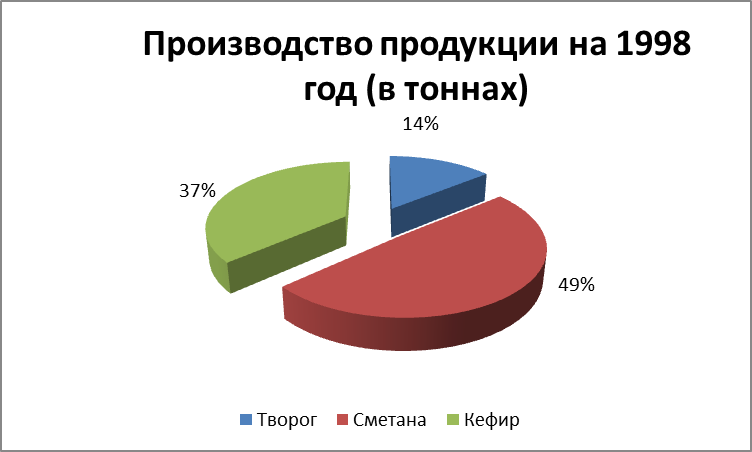 Производство продукции на 1998
год (в тоннах)
14%
37%
49%
Творог Сметана Кефир